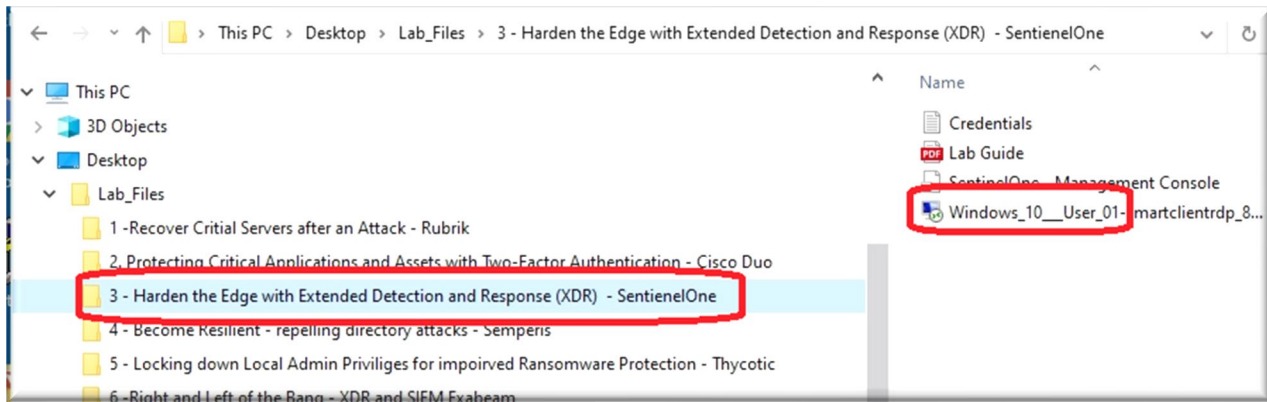 This PC > Desktop > Lab_Files > 3 - Harden the Edge with Extended Detection and Response (XDR) - SentienelOne
This PC
3D Objects
Desktop
Lab_Files
1 -Recover Critial Servers after an Attack - Rubrik
2. Protecting Critical Applications and Assets with Two-Factor Authentication - Cisco Duo
3 - Harden the Edge with Extended Detection and Response (XDR) - SentienelOne
4 - Become Resilient - repelling directory attacks - Semperis
5 - Locking down Local Admin Priviliges for impoirved Ransomware Protection - Thycotic
6 -Right and Left of the Bang - XDR and SIEM Exabeam
Name
Credentials
PDF Lab Guide
SentinelOne - Management Console
Windows_10___User_01- martclientrdp_8...